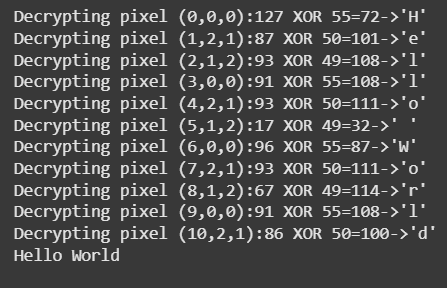 Decrypting pixel (0,0,0):127 XOR 55=72->'H'
Decrypting pixel (1,2,1):87 XOR 50=101->'e'
Decrypting pixel (2,1,2):93 XOR 49=108->'l'
Decrypting pixel (3,0,0):91 XOR 55=108->'l'
Decrypting pixel (4,2,1):93 XOR 50=111->'o'
Decrypting pixel (5,1,2):17 XOR 49=32->' '
Decrypting pixel (6,0,0):96 XOR 55=87->'W'
Decrypting pixel (7,2,1):93 XOR 50=111->'o'
Decrypting pixel (8,1,2):67 XOR 49=114->'r'
Decrypting pixel (9,0,0):91 XOR 55=108->'l'
Decrypting pixel (10,2,1):86 XOR 50=100->'d'
Hello World